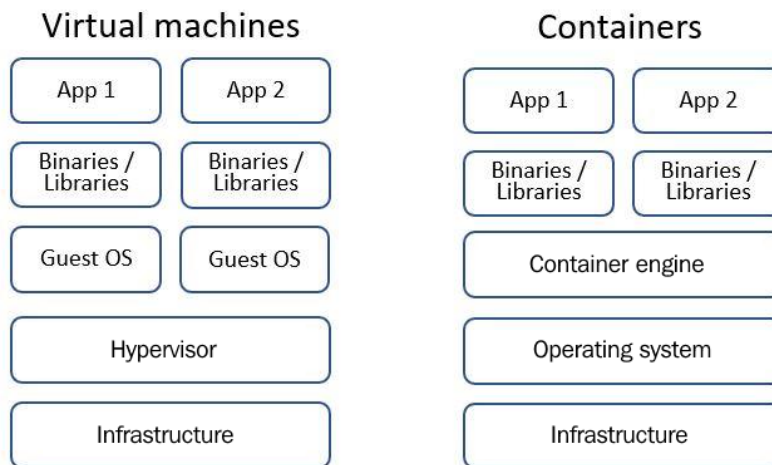 Virtual machines
App 1
App 2
Binaries /
Libraries
Binaries /
Libraries
Guest OS
Guest OS
Hypervisor
Infrastructure
Containers
App 1
App 2
Binaries /
Libraries
Binaries /
Libraries
Container engine
Operating system
Infrastructure